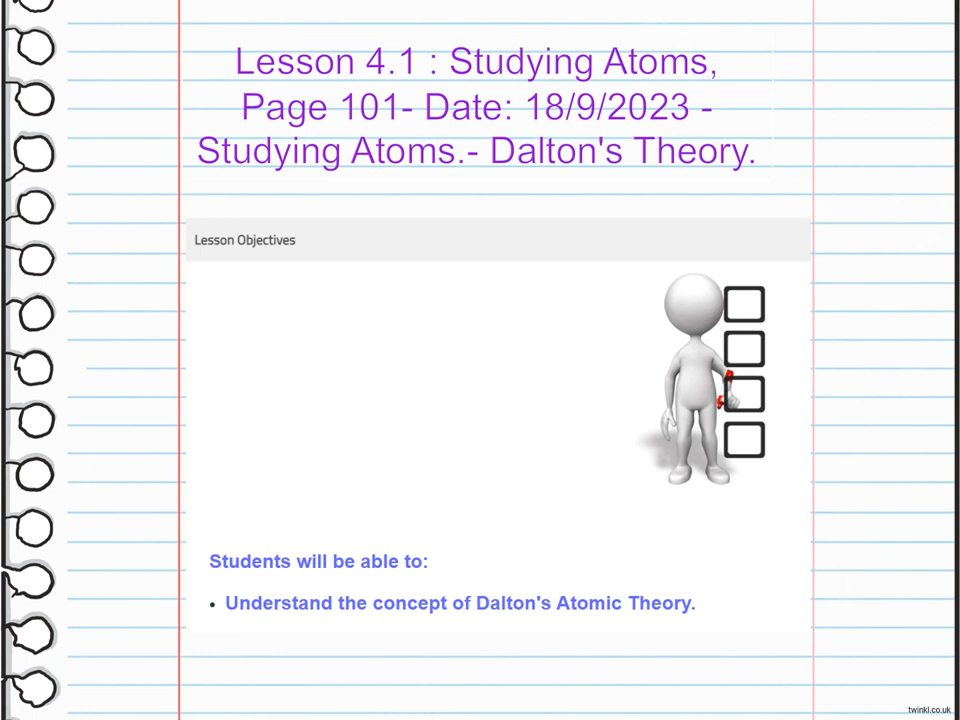 Lesson 4.1 : Studying Atoms,
Page 101- Date: 18/9/2023 -
Studying Atoms.- Dalton's Theory.
Lesson Objectives
Students will be able to:
• Understand the concept of Dalton's Atomic Theory.
twinkl.co.uk